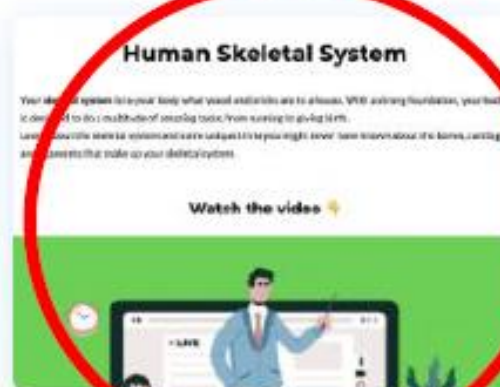 Human Skeletal System
Your skeletal system is to your body what wood and bricks are to a house. With a strong foundation, your
is designed to do a multitude of amazing tasks from running to giving birth.
about the skeletal system and some unique you might never have known about the bones,
and ligaments that make up your skeletal system.
Watch the video 👇
LIVE